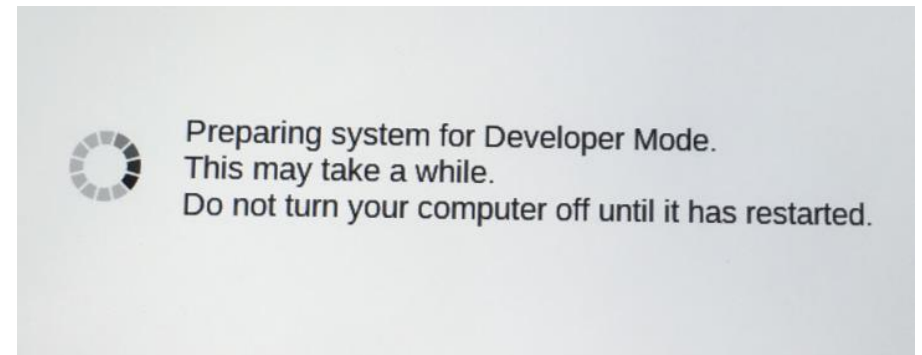 Preparing system for Developer Mode.
This may take a while.
Do not turn your computer off until it has restarted.